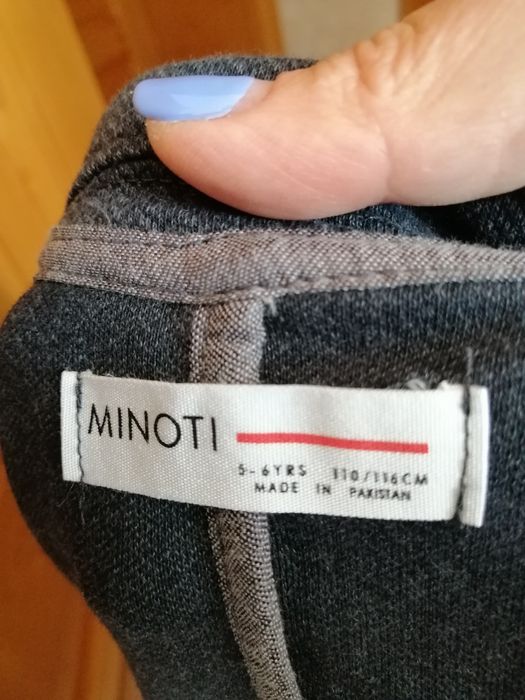 MINOTI
5-6YRS 110/116CM
MADE IN PAKISTAN